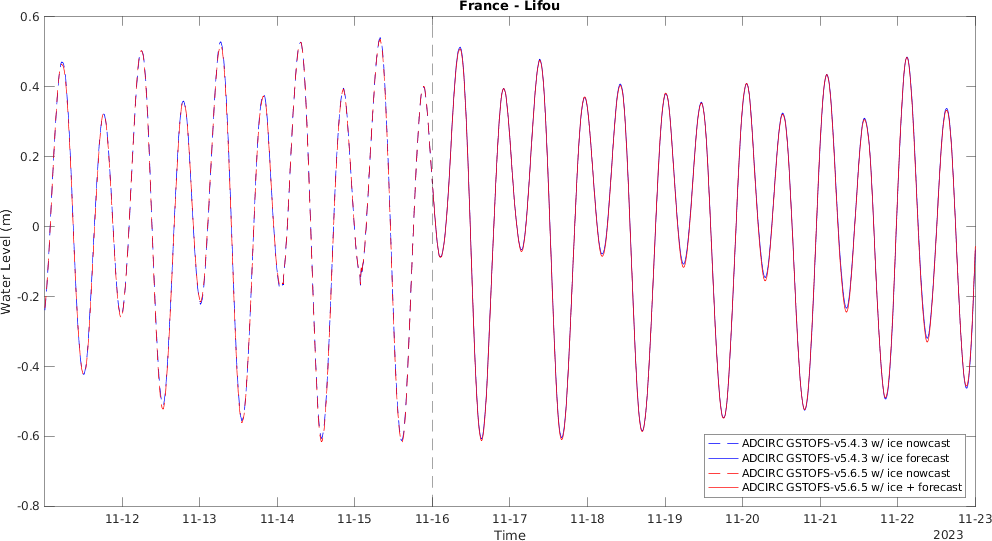 France - Lifou
Water Level (m)
0.6
0.4
0.2
0
-0.2
-0.4
-0.6
-0.8
ADCIRC GSTOFS-v5.4.3 w/ ice nowcast
ADCIRC GSTOFS-v5.4.3 w/ ice forecast
ADCIRC GSTOFS-v5.6.5 w/ ice nowcast
ADCIRC GSTOFS-v5.6.5 w/ ice + forecast
11-12 11-13 11-14 11-15 11-16 11-17 11-18 11-19 11-20 11-21 11-22 11-23
Time
2023